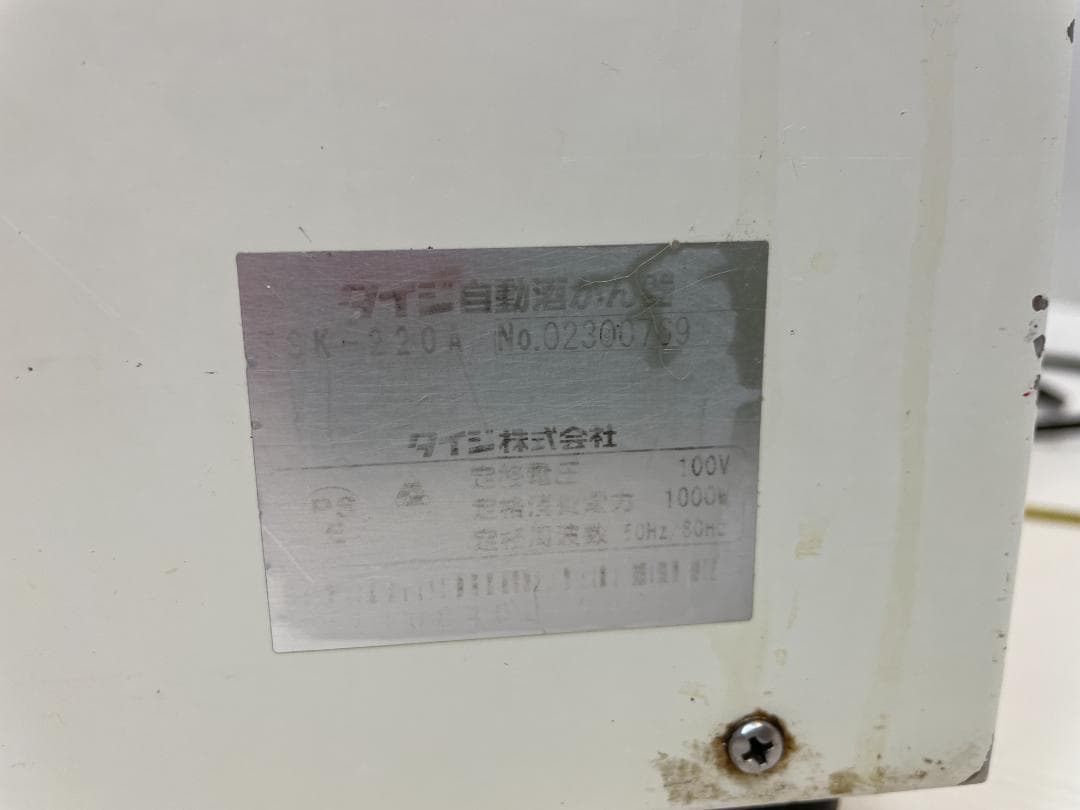 タイジ自動酒かん器
TSK-220A No.02300769
タイジ株式会社
定格電圧 100V
定格消費電力 1000W
定格周波数 50Hz/60Hz
PS
E